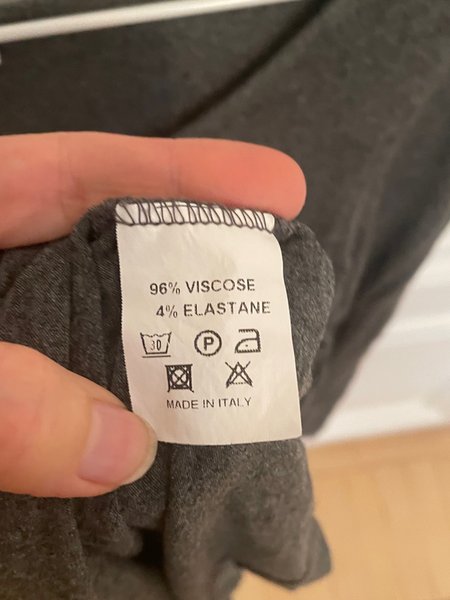 96% VISCOSE
4% ELASTANE
30 P
MADE IN ITALY